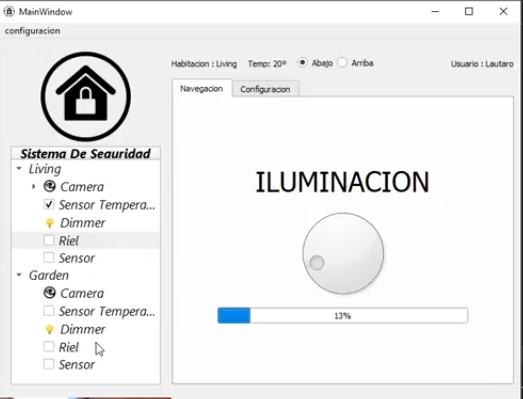 MainWindow
configuracion
Habitacion : Living Temp: 20º Abajo Arriba Usuario : Lautaro
Navegacion Configuracion
Sistema De Seguridad
Living
Camera
Sensor Tempera...
Dimmer
Riel
Sensor
Garden
Camera
Sensor Tempera...
Dimmer
Riel
Sensor
ILUMINACION
13%